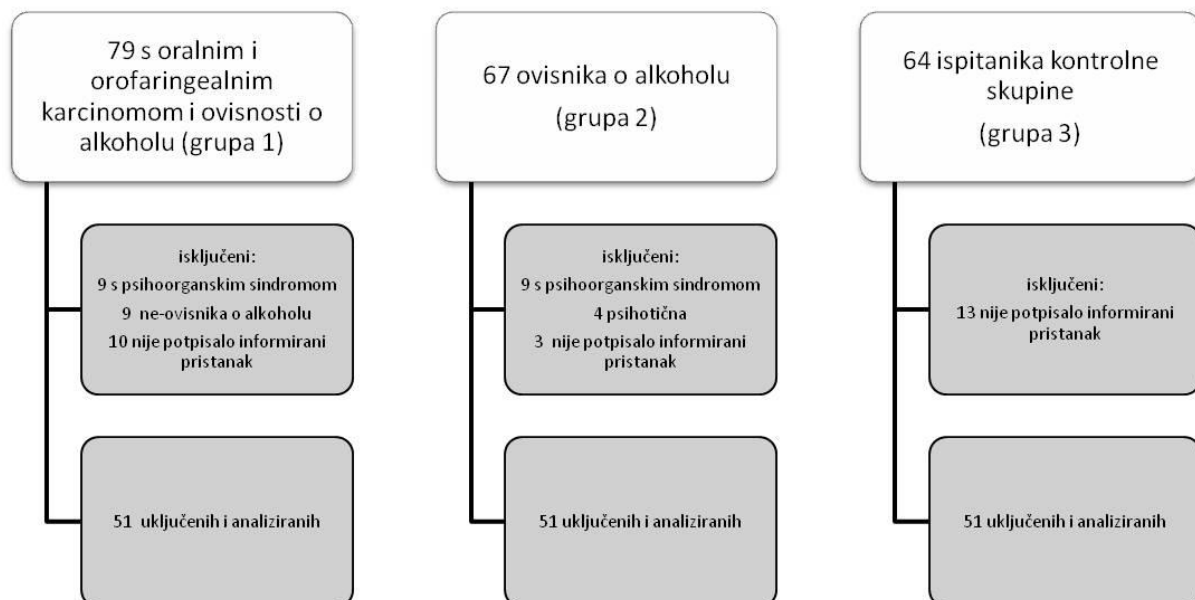 79 s oralnim i
orofaringealnim
karcinomom i ovisnosti o
alkoholu (grupa 1)
isključeni:
9 s psihoorganskim sindromom
9 ne-ovisnika o alkoholu
10 nije potpisalo informirani
pristanak
51 uključenih i analiziranih
67 ovisnika o alkoholu
(grupa 2)
isključeni:
9 s psihoorganskim sindromom
4 psihotična
3 nije potpisalo informirani
pristanak
51 uključenih i analiziranih
64 ispitanika kontrolne
skupine
(grupa 3)
isključeni:
13 nije potpisalo informirani
pristanak
51 uključenih i analiziranih